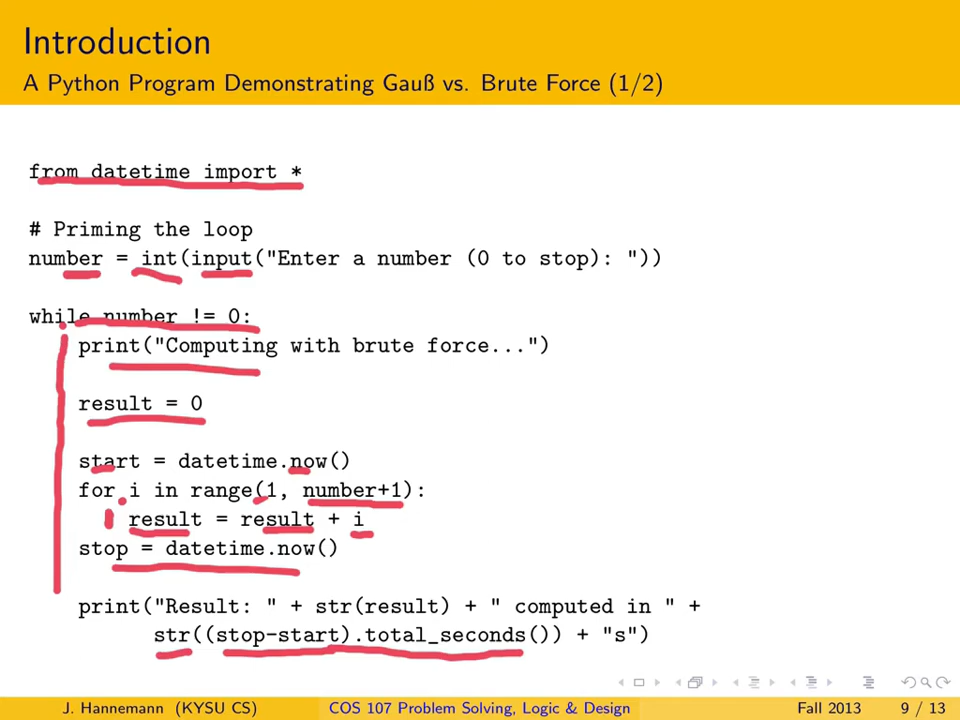 Introduction
A Python Program Demonstrating Gauß vs. Brute Force (1/2)
from datetime import *
# Priming the loop
number = int(input("Enter a number (0 to stop): "))
while number != 0:
print("Computing with brute force...")
result = 0
start = datetime.now()
for i in range(1, number+1):
result = result + i
stop = datetime.now()
print("Result: " + str(result) + " computed in " +
str((stop-start).total_seconds()) + "s")
J. Hannemann (KYSU CS) COS 107 Problem Solving, Logic & Design Fall 2013 9 / 13